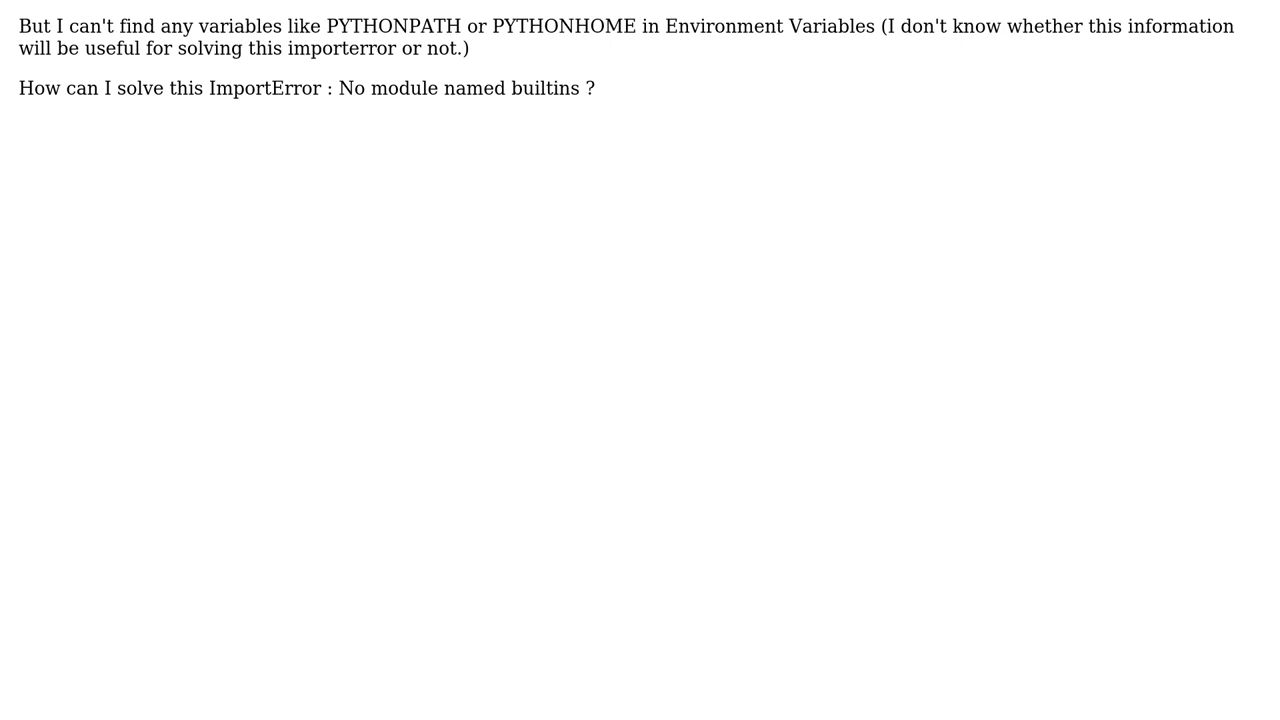 But I can't find any variables like PYTHONPATH or PYTHONHOME in Environment Variables (I don't know whether this information
will be useful for solving this importerror or not.)
How can I solve this ImportError : No module named builtins ?